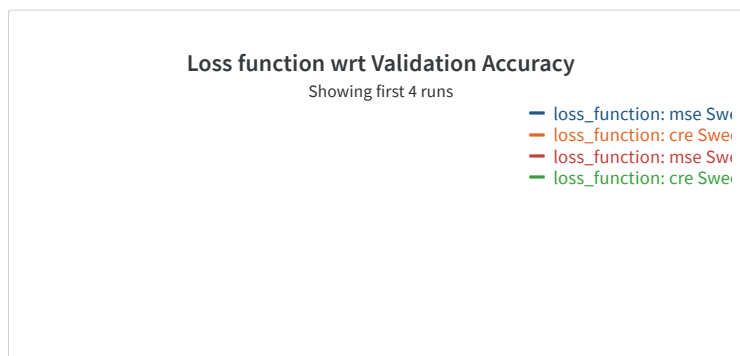 Loss function wrt Validation Accuracy
Showing first 4 runs
loss_function: mse
loss_function: cre
loss_function: mse
loss_function: cre